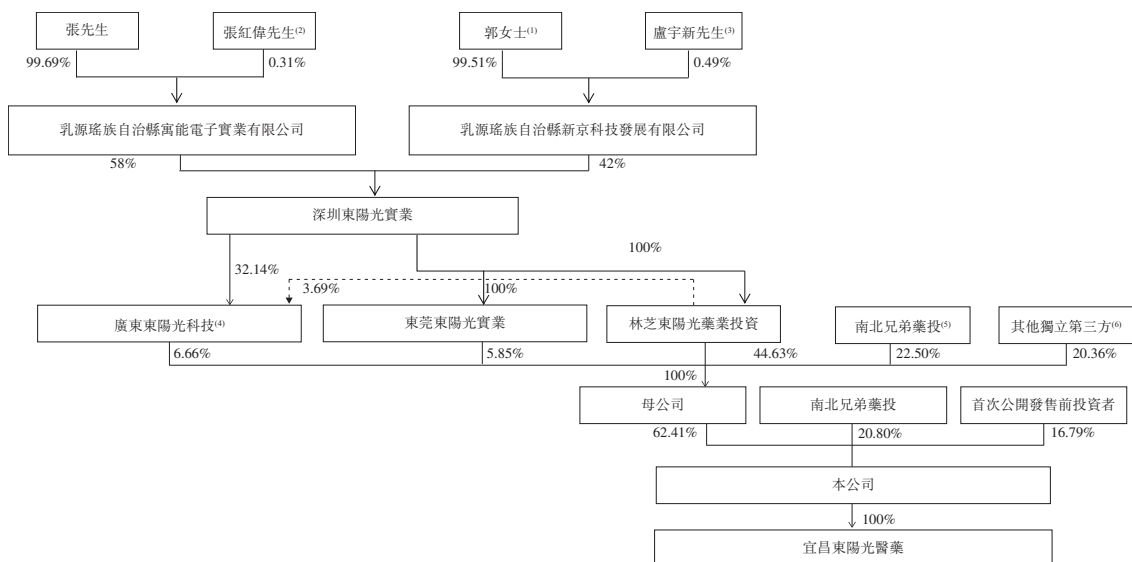 張先生
張紅偉先生(2)
郭女士(1)
盧宇新先生(3)
99.69%
0.31%
99.51%
0.49%
乳源瑤族自治縣寓能電子實業有限公司
乳源瑤族自治縣新京科技發展有限公司
58%
42%
深圳東陽光實業
100%
32.14%
3.69%
100%
廣東東陽光科技(4)
東莞東陽光實業
林芝東陽光藥業投資
南北兄弟藥投(5)
其他獨立第三方(6)
6.66%
5.85%
44.63%
22.50%
20.36%
100%
母公司
南北兄弟藥投
首次公開發售前投資者
62.41%
20.80%
16.79%
本公司
100%
宜昌東陽光醫藥